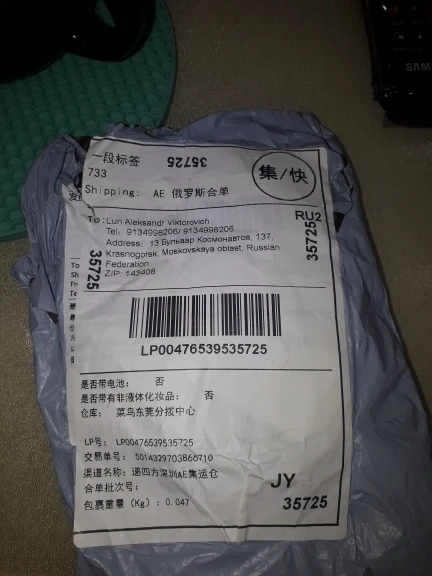 一段标签
35725
733
集/快
Shipping: AE 俄罗斯合单
To: Lun Aleksandr Viktorovich
RU2
Tel: 9134998206/ 9134998206
Address: 13 Бульвар Космонавтов, 137,
Krasnogorsk, Moskovskaya oblast, Russian
Federation
ZIP: 143408
35725
35725
LP00476539535725
是否带电池: 否
是否带有非液体化妆品: 否
仓库: 菜鸟东莞分拨中心
LP号: LP00476539535725
交易单号: 5014329703866710
渠道名称: 递四方深圳AE集运仓
合单批次号:
包裹重量 (Kg): 0.047
JY
35725
SAMS